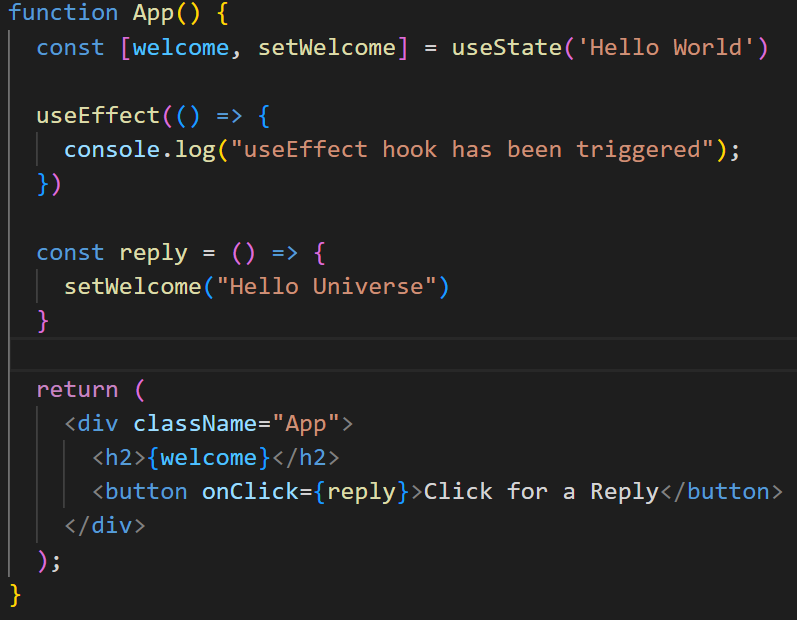 function App() {
  const [welcome, setWelcome] = useState('Hello World')

  useEffect(() => {
    console.log("useEffect hook has been triggered");
  })

  const reply = () => {
    setWelcome("Hello Universe")
  }

  return (
    <div className="App">
      <h2>{welcome}</h2>
      <button onClick={reply}>Click for a Reply</button>
    </div>
  );
}